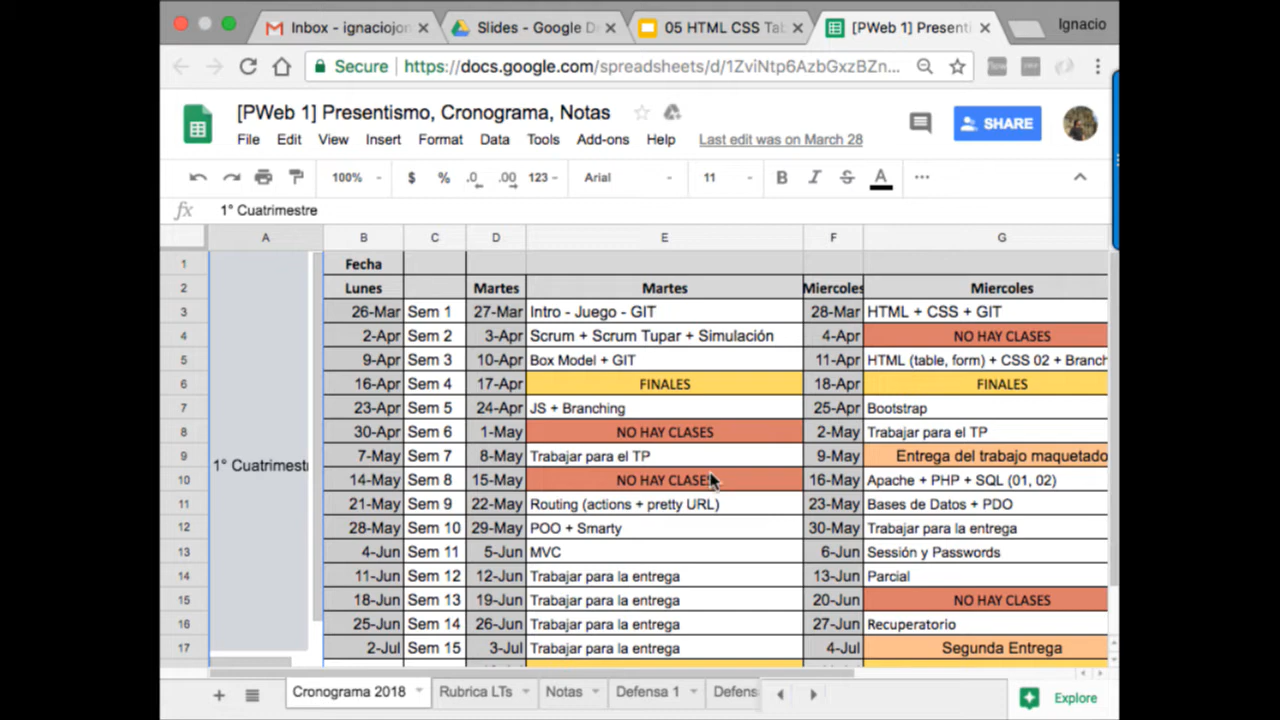 Inbox - ignaciojon
Slides - Google D
05 HTML CSS Tab
[PWeb 1] Presenti
Ignacio
Secure
https://docs.google.com/spreadsheets/d/1ZviNtp6AzbGxzBZn...
[PWeb 1] Presentismo, Cronograma, Notas
SHARE
File Edit View Insert Format Data Tools Add-ons Help Last edit was on March 28
100% $ % .0 .00 123 Arial 11 B I S A ...
fx 1° Cuatrimestre
A B C D E F G
1 Fecha
2 Lunes Martes Martes Miercoles Miercoles
3 26-Mar Sem 1 27-Mar Intro - Juego - GIT 28-Mar HTML + CSS + GIT
4 2-Apr Sem 2 3-Apr Scrum + Scrum Tupar + Simulación 4-Apr NO HAY CLASES
5 9-Apr Sem 3 10-Apr Box Model + GIT 11-Apr HTML (table, form) + CSS 02 + Branch
6 16-Apr Sem 4 17-Apr FINALES 18-Apr FINALES
7 23-Apr Sem 5 24-Apr JS + Branching 25-Apr Bootstrap
8 30-Apr Sem 6 1-May NO HAY CLASES 2-May Trabajar para el TP
9 1° Cuatrimest 7-May Sem 7 8-May Trabajar para el TP 9-May Entrega del trabajo maquetado
10 14-May Sem 8 15-May NO HAY CLASES 16-May Apache + PHP + SQL (01, 02)
11 21-May Sem 9 22-May Routing (actions + pretty URL) 23-May Bases de Datos + PDO
12 28-May Sem 10 29-May POO + Smarty 30-May Trabajar para la entrega
13 4-Jun Sem 11 5-Jun MVC 6-Jun Sessión y Passwords
14 11-Jun Sem 12 12-Jun Trabajar para la entrega 13-Jun Parcial
15 18-Jun Sem 13 19-Jun Trabajar para la entrega 20-Jun NO HAY CLASES
16 25-Jun Sem 14 26-Jun Trabajar para la entrega 27-Jun Recuperatorio
17 2-Jul Sem 15 3-Jul Trabajar para la entrega 4-Jul Segunda Entrega
Cronograma 2018 Rubrica LTs Notas Defensa 1 Defens Explore